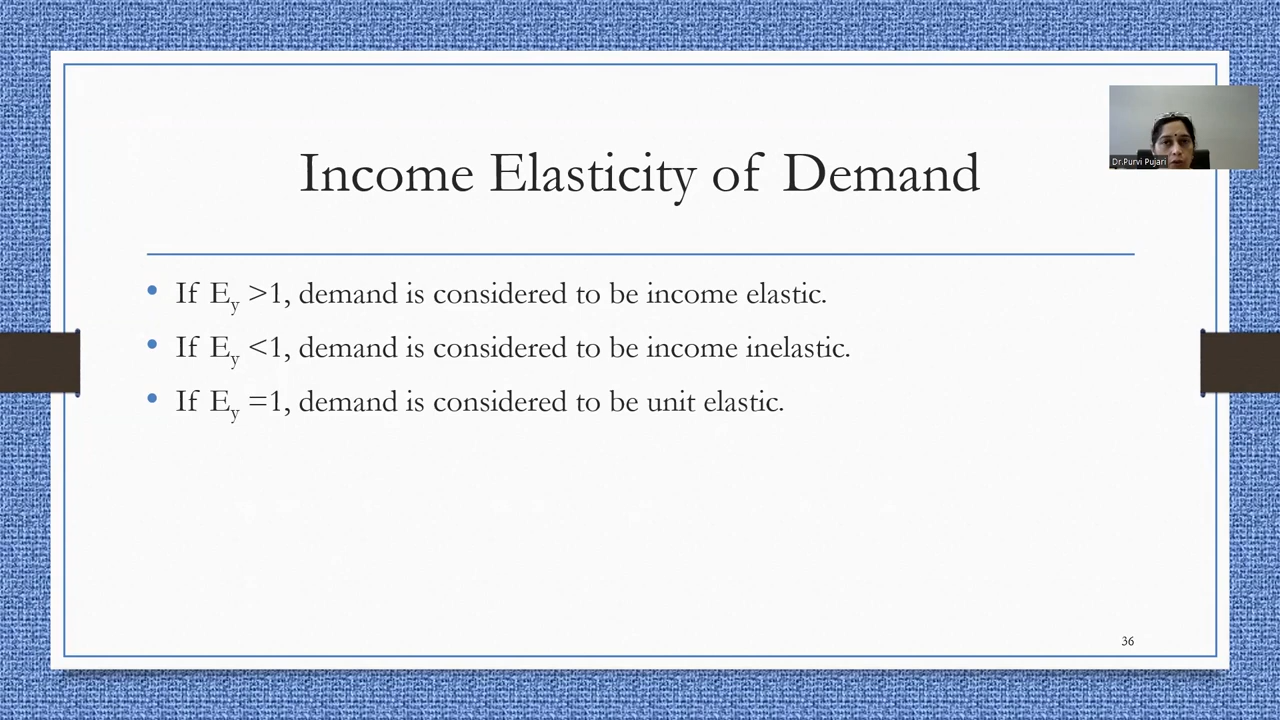 Income Elasticity of Demand
Dr.Purvi Pujari
• If Ey >1, demand is considered to be income elastic.
• If Ey <1, demand is considered to be income inelastic.
• If Ey =1, demand is considered to be unit elastic.
36